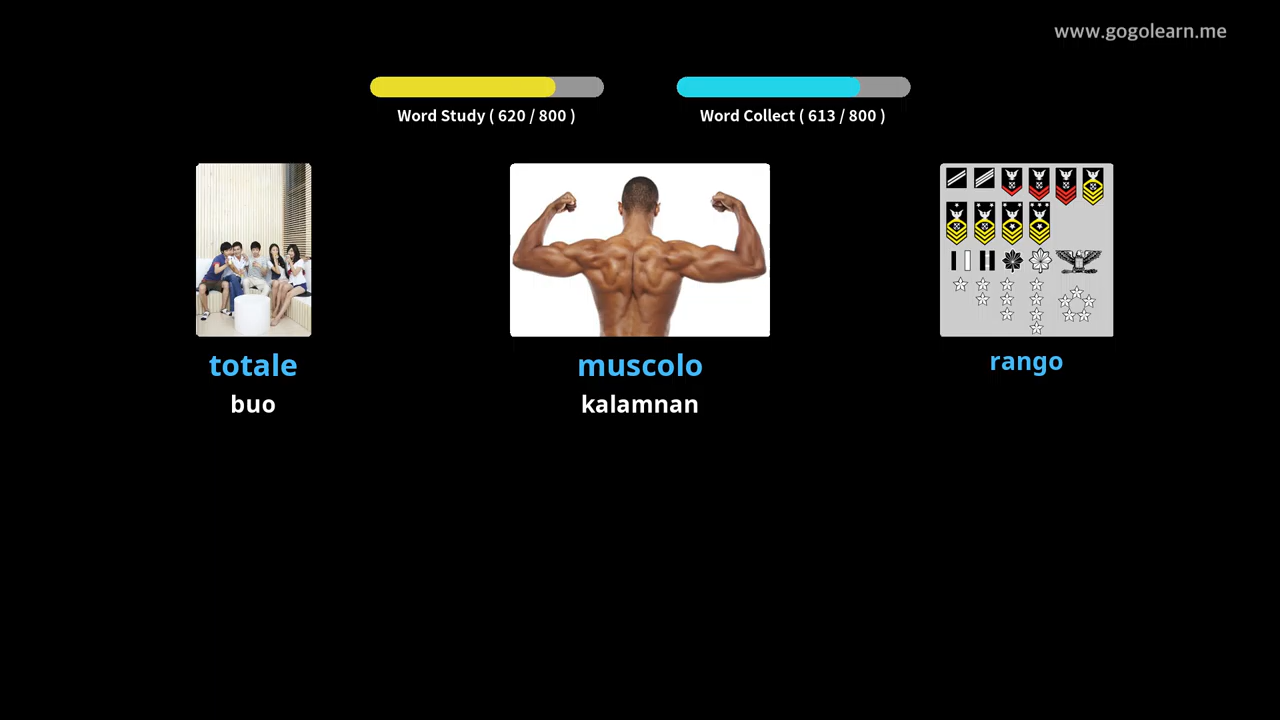 www.gogolearn.me
Word Study ( 620 / 800 )
Word Collect ( 613 / 800 )
totale
muscolo
rango
buo
kalamnan